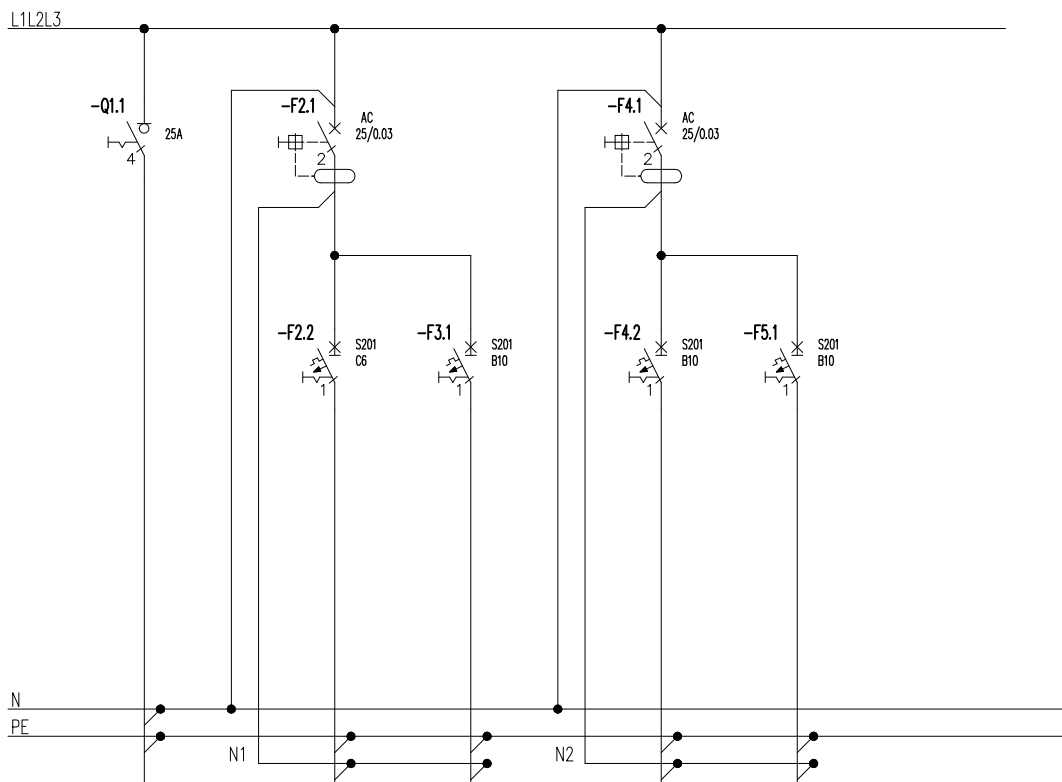 L1L2L3
-Q1.1
25A
4
-F2.1
AC
25/0.03
2
-F4.1
AC
25/0.03
2
-F2.2
S201
C6
1
-F3.1
S201
B10
1
-F4.2
S201
B10
1
-F5.1
S201
B10
1
N
PE
N1
N2